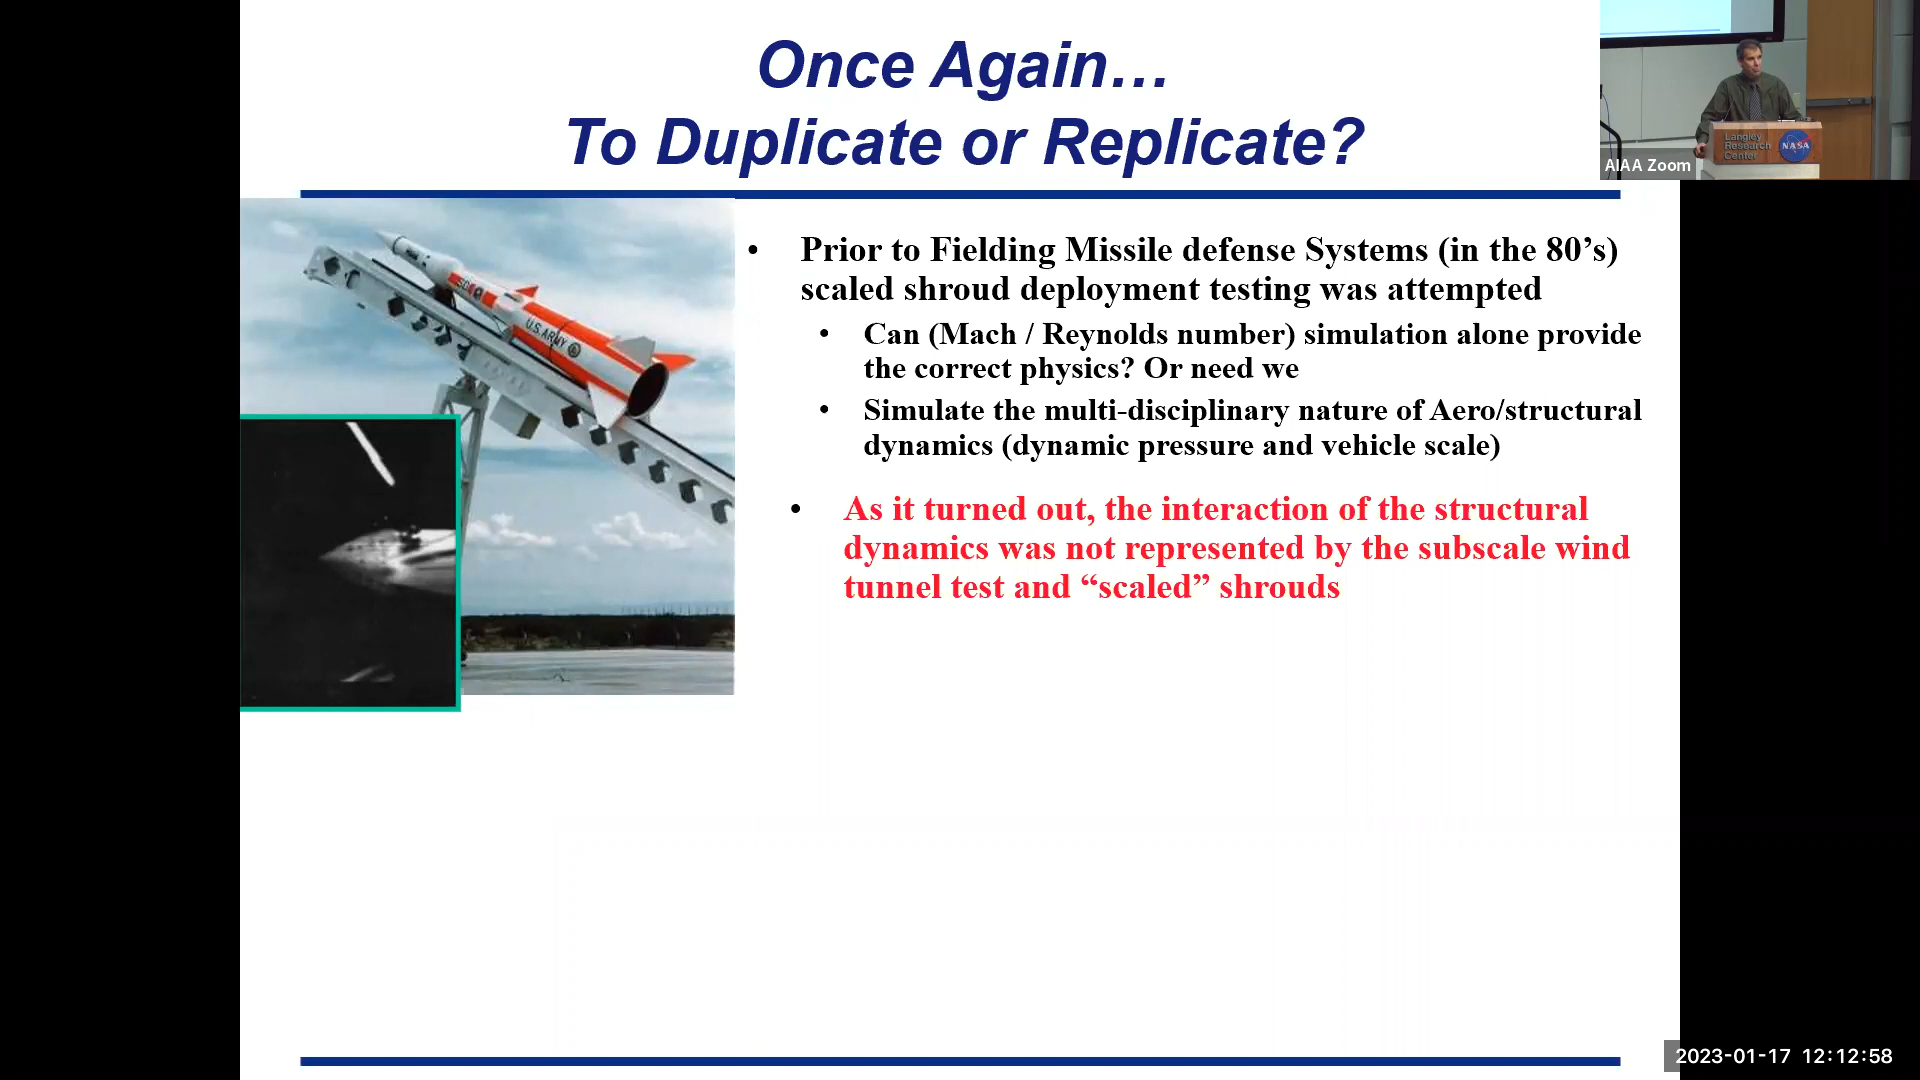 Once Again…
To Duplicate or Replicate?
AIAA Zoom
Langley
Research
Center
NASA
U.S. ARMY
• Prior to Fielding Missile defense Systems (in the 80’s)
scaled shroud deployment testing was attempted
• Can (Mach / Reynolds number) simulation alone provide
the correct physics? Or need we
• Simulate the multi-disciplinary nature of Aero/structural
dynamics (dynamic pressure and vehicle scale)
• As it turned out, the interaction of the structural
dynamics was not represented by the subscale wind
tunnel test and “scaled” shrouds
2023-01-17 12:12:58